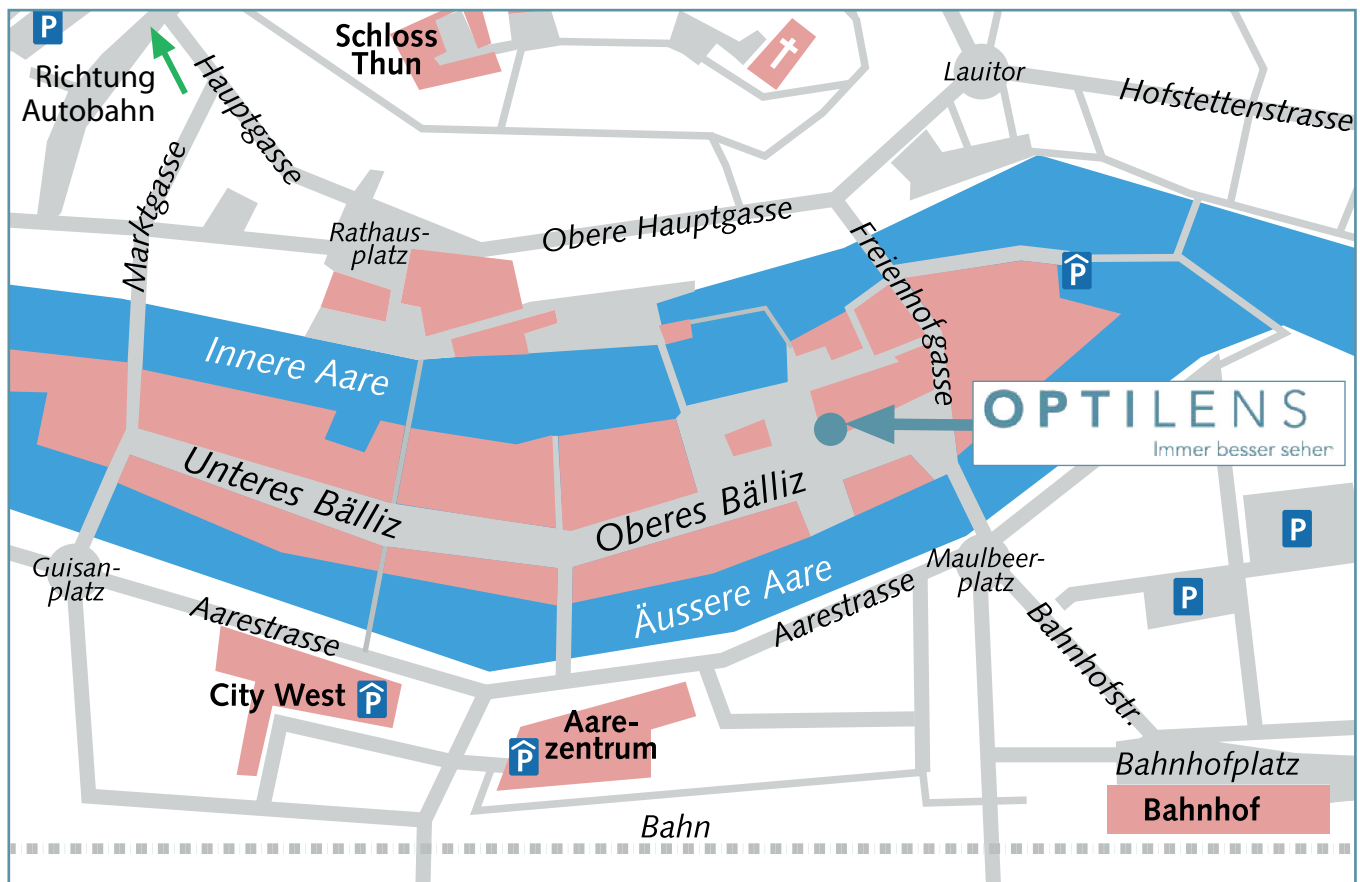 P
Schloss
Thun
Richtung
Autobahn
Hauptgasse
Lauitor
Hofstettenstrasse
Marktgasse
Rathaus-
platz
Obere Hauptgasse
Freienhofgasse
P
Innere Aare
OPTILENS
Immer besser sehen
Unteres Bälliz
Oberes Bälliz
P
Guisan-
platz
Äussere Aare
Maulbeer-
platz
P
Aarestrasse
Aarestrasse
Bahnhofstr.
City West
P
Aare-
zentrum
P
Bahnhofplatz
Bahnhof
Bahn